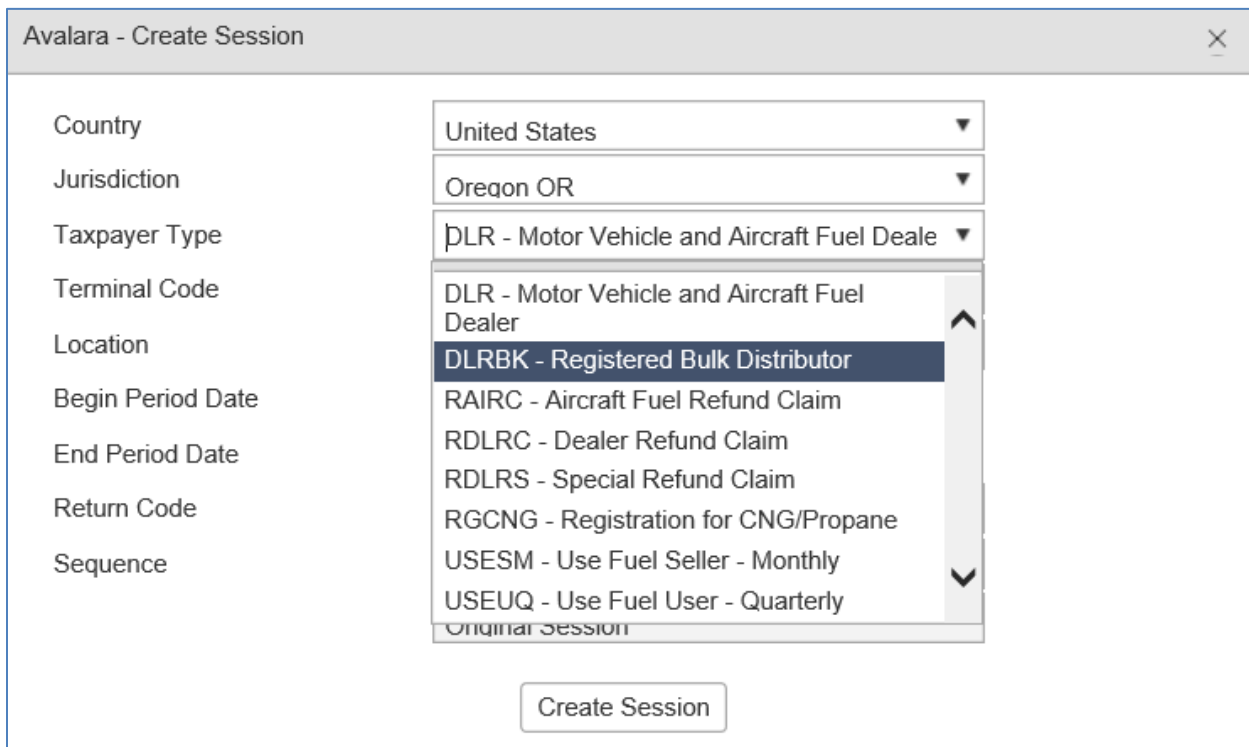 Avalara - Create Session
Country
United States
Jurisdiction
Oregon OR
Taxpayer Type
DLR - Motor Vehicle and Aircraft Fuel Deale
Terminal Code
DLR - Motor Vehicle and Aircraft Fuel
Dealer
Location
DLRBK - Registered Bulk Distributor
Begin Period Date
RAIRC - Aircraft Fuel Refund Claim
RDLRC - Dealer Refund Claim
End Period Date
RDLRS - Special Refund Claim
Return Code
RGCNG - Registration for CNG/Propane
Sequence
USESM - Use Fuel Seller - Monthly
USEUQ - Use Fuel User - Quarterly
Original Session
Create Session